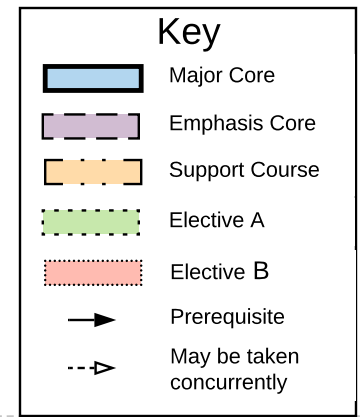 Key
Major Core
Emphasis Core
Support Course
Elective A
Elective B
Prerequisite
May be taken
concurrently